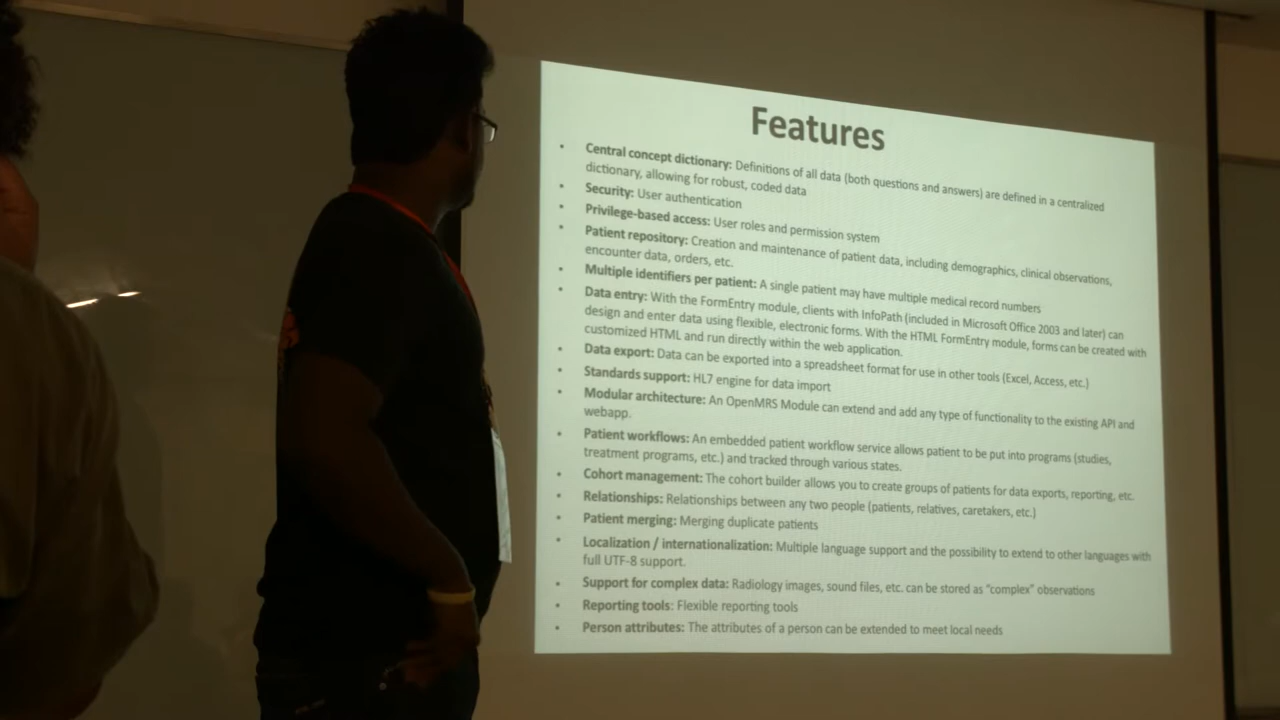 Features
• Central concept dictionary: Definitions of all data (both questions and answers) are defined in a centralized
dictionary, allowing for robust, coded data
• Security: User authentication
• Privilege-based access: User roles and permission system
• Patient repository: Creation and maintenance of patient data, including demographics, clinical observations,
encounter data, orders, etc.
• Multiple identifiers per patient: A single patient may have multiple medical record numbers
• Data entry: With the FormEntry module, clients with InfoPath (included in Microsoft Office 2003 and later) can
design and enter data using flexible, electronic forms. With the HTML FormEntry module, forms can be created with
customized HTML and run directly within the web application.
• Data export: Data can be exported into a spreadsheet format for use in other tools (Excel, Access, etc.)
• Standards support: HL7 engine for data import
• Modular architecture: An OpenMRS Module can extend and add any type of functionality to the existing API and
webapp.
• Patient workflows: An embedded patient workflow service allows patient to be put into programs (studies,
treatment programs, etc.) and tracked through various states.
• Cohort management: The cohort builder allows you to create groups of patients for data exports, reporting, etc.
• Relationships: Relationships between any two people (patients, relatives, caretakers, etc.)
• Patient merging: Merging duplicate patients
• Localization / internationalization: Multiple language support and the possibility to extend to other languages with
full UTF-8 support.
• Support for complex data: Radiology images, sound files, etc. can be stored as “complex” observations
• Reporting tools: Flexible reporting tools
• Person attributes: The attributes of a person can be extended to meet local needs